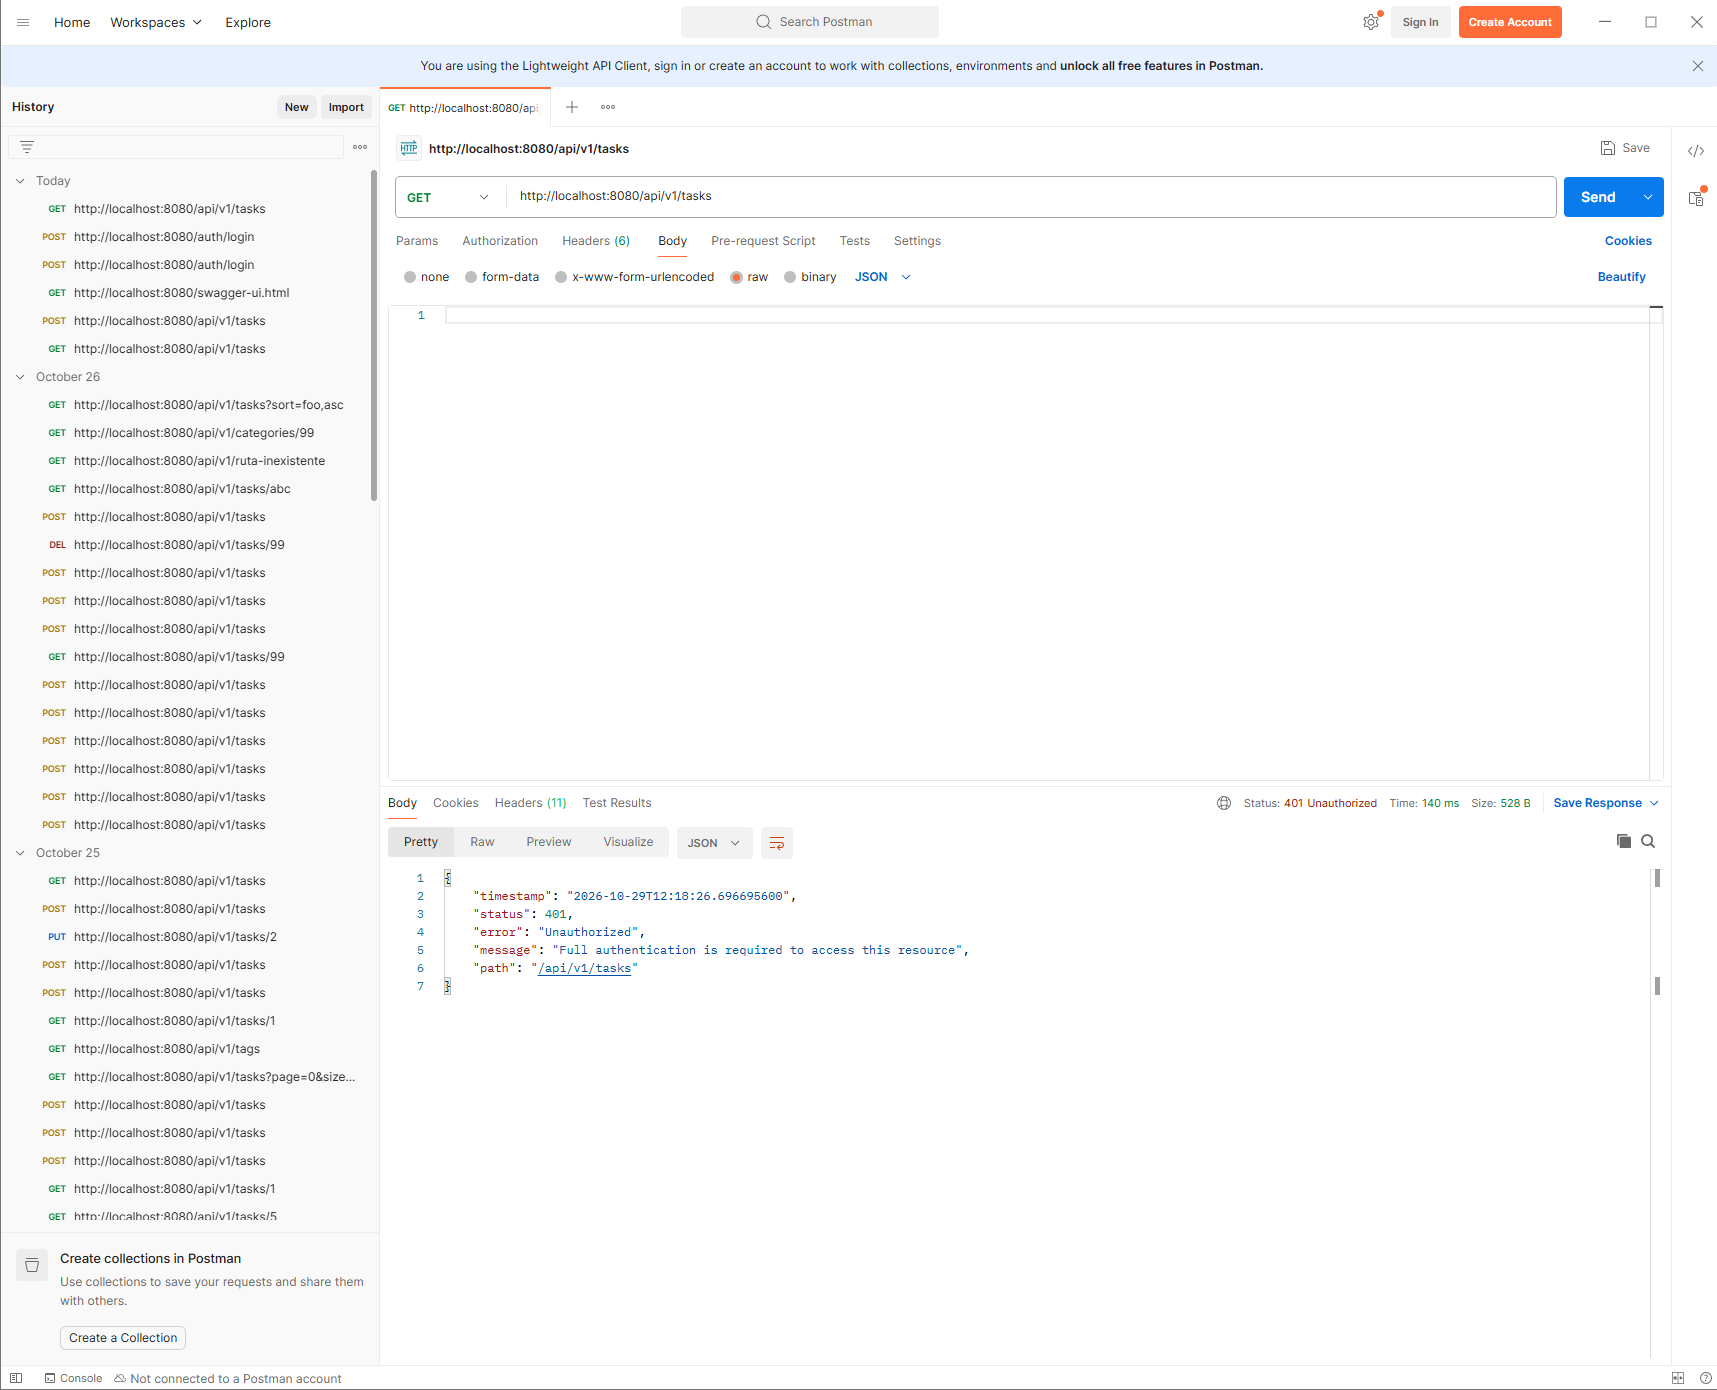 Home Workspaces Explore Search Postman Sign In Create Account
You are using the Lightweight API Client, sign in or create an account to work with collections, environments and unlock all free features in Postman.
History New Import
GET http://localhost:8080/api/
http://localhost:8080/api/v1/tasks Save
GET http://localhost:8080/api/v1/tasks Send
Params Authorization Headers (6) Body Pre-request Script Tests Settings Cookies
none form-data x-www-form-urlencoded raw binary JSON Beautify
1
Today
GET http://localhost:8080/api/v1/tasks
POST http://localhost:8080/auth/login
POST http://localhost:8080/auth/login
GET http://localhost:8080/swagger-ui.html
POST http://localhost:8080/api/v1/tasks
GET http://localhost:8080/api/v1/tasks
October 26
GET http://localhost:8080/api/v1/tasks?sort=foo,asc
GET http://localhost:8080/api/v1/categories/99
GET http://localhost:8080/api/v1/ruta-inexistente
GET http://localhost:8080/api/v1/tasks/abc
POST http://localhost:8080/api/v1/tasks
DEL http://localhost:8080/api/v1/tasks/99
POST http://localhost:8080/api/v1/tasks
POST http://localhost:8080/api/v1/tasks
POST http://localhost:8080/api/v1/tasks
GET http://localhost:8080/api/v1/tasks/99
POST http://localhost:8080/api/v1/tasks
POST http://localhost:8080/api/v1/tasks
POST http://localhost:8080/api/v1/tasks
POST http://localhost:8080/api/v1/tasks
POST http://localhost:8080/api/v1/tasks
POST http://localhost:8080/api/v1/tasks
October 25
GET http://localhost:8080/api/v1/tasks
POST http://localhost:8080/api/v1/tasks
PUT http://localhost:8080/api/v1/tasks/2
POST http://localhost:8080/api/v1/tasks
POST http://localhost:8080/api/v1/tasks
GET http://localhost:8080/api/v1/tasks/1
GET http://localhost:8080/api/v1/tags
GET http://localhost:8080/api/v1/tasks?page=0&size...
POST http://localhost:8080/api/v1/tasks
POST http://localhost:8080/api/v1/tasks
POST http://localhost:8080/api/v1/tasks
GET http://localhost:8080/api/v1/tasks/1
GET http://localhost:8080/api/v1/tasks/5
Create collections in Postman
Use collections to save your requests and share them
with others.
Create a Collection
Body Cookies Headers (11) Test Results Status: 401 Unauthorized Time: 140 ms Size: 528 B Save Response
Pretty Raw Preview Visualize JSON
1 {
2 "timestamp": "2026-10-29T12:18:26.696695600",
3 "status": 401,
4 "error": "Unauthorized",
5 "message": "Full authentication is required to access this resource",
6 "path": "/api/v1/tasks"
7 }
Console Not connected to a Postman account